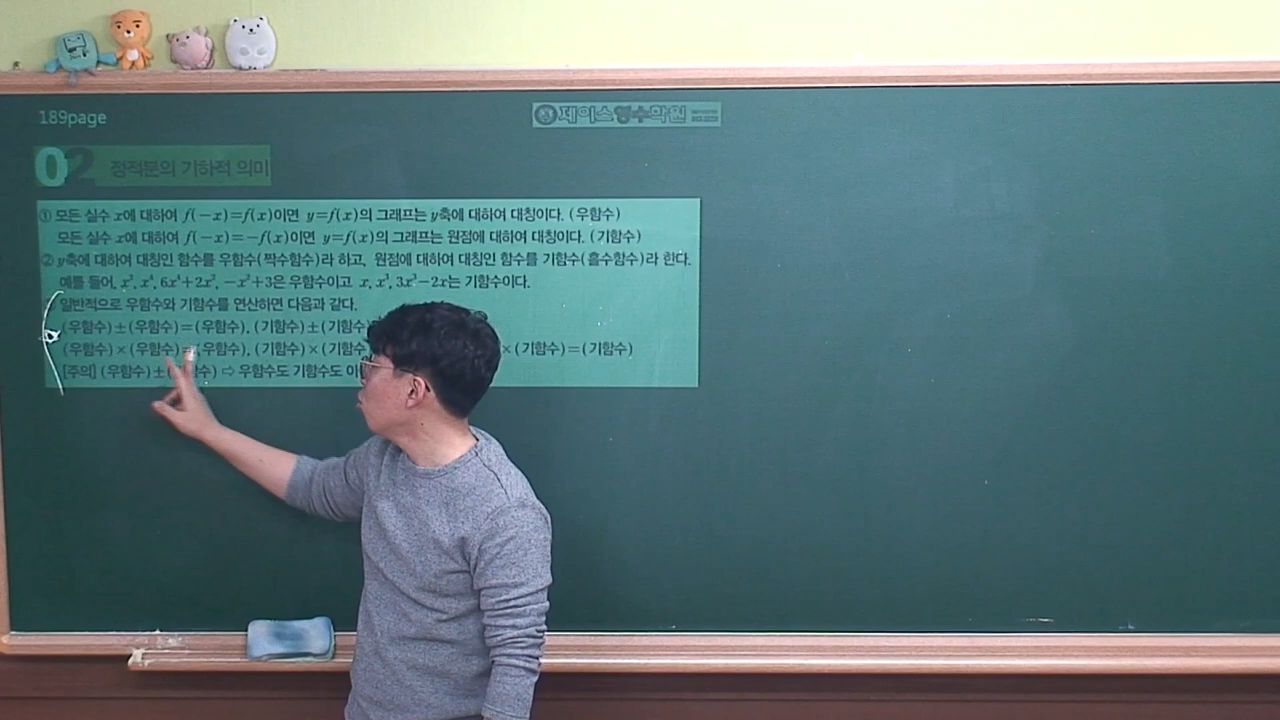 189page
제이스영수학원
02 정적분의 기하적 의미
① 모든 실수 x에 대하여 f(-x)=f(x)이면 y=f(x)의 그래프는 y축에 대하여 대칭이다. (우함수)
모든 실수 x에 대하여 f(-x)=-f(x)이면 y=f(x)의 그래프는 원점에 대하여 대칭이다. (기함수)
② y축에 대하여 대칭인 함수를 우함수(짝수함수)라 하고, 원점에 대하여 대칭인 함수를 기함수(홀수함수)라 한다.
예를 들어, x², x⁴, 6x⁴+2x², -x²+3은 우함수이고 x, x³, 3x³-2x는 기함수이다.
일반적으로 우함수와 기함수를 연산하면 다음과 같다.
(우함수)±(우함수)=(우함수), (기함수)±(기함수
(우함수)×(우함수)=(우함수), (기함수)×(기함수 ×(기함수)=(기함수)
[주의] (우함수)± 함수) ⇨ 우함수도 기함수도